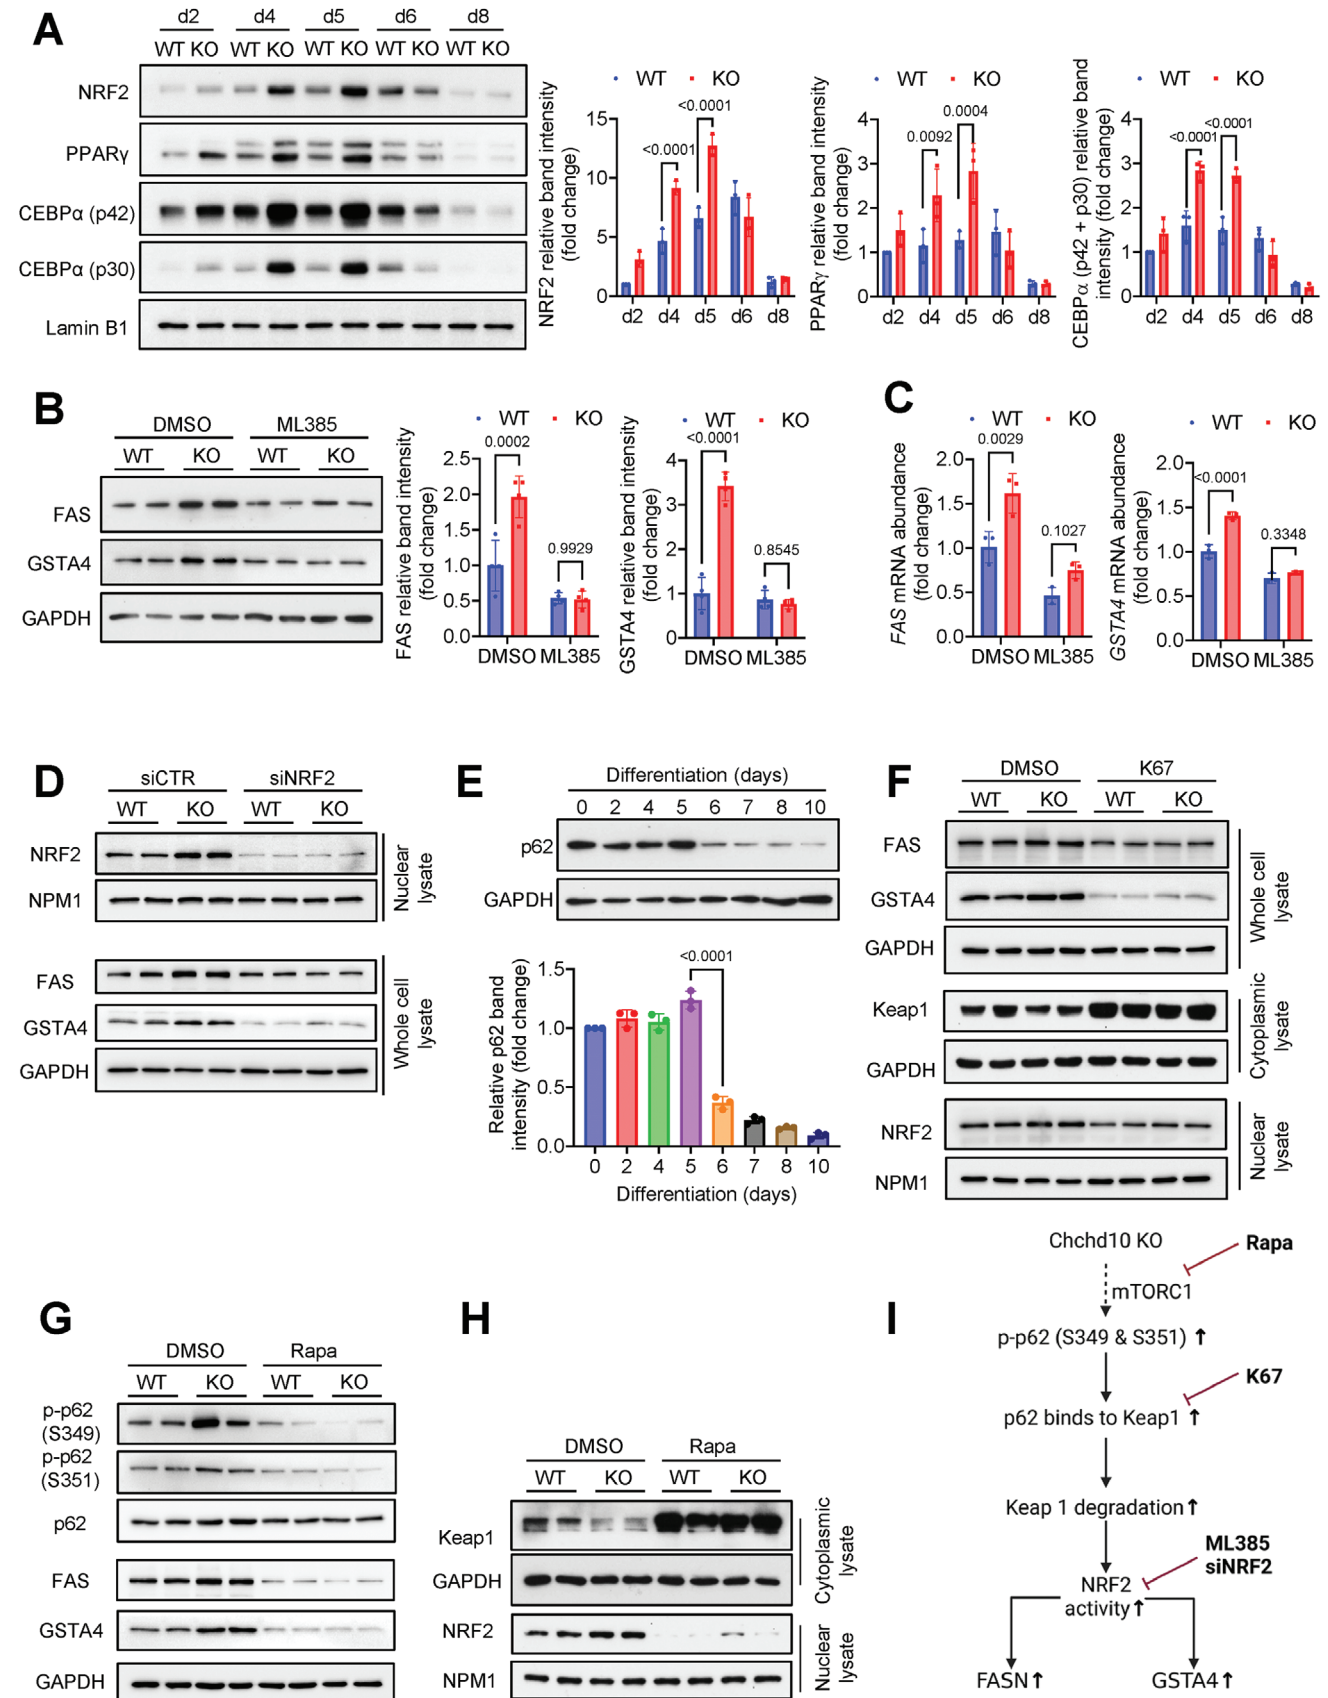 A
d2 d4 d5 d6 d8
WT KO WT KO WT KO WT KO WT KO
NRF2
PPARγ
CEBPα (p42)
CEBPα (p30)
Lamin B1
NRF2 relative band intensity
(fold change)
WT KO
<0.0001
<0.0001
15
10
5
0
d2 d4 d5 d6 d8
PPARγ relative band intensity
(fold change)
WT KO
0.0092
0.0004
4
3
2
1
0
d2 d4 d5 d6 d8
CEBPα (p42 + p30) relative band
intensity (fold change)
WT KO
<0.0001
<0.0001
4
3
2
1
0
d2 d4 d5 d6 d8
B
DMSO ML385
WT KO WT KO
FAS
GSTA4
GAPDH
FAS relative band intensity
(fold change)
WT KO
0.0002
0.9929
2.5
2.0
1.5
1.0
0.5
0.0
DMSO ML385
GSTA4 relative band intensity
(fold change)
WT KO
<0.0001
0.8545
4
3
2
1
0
DMSO ML385
C
FAS mRNA abundance
(fold change)
WT KO
0.0029
0.1027
2.0
1.5
1.0
0.5
0.0
DMSO ML385
GSTA4 mRNA abundance
(fold change)
WT KO
<0.0001
0.3348
2.0
1.5
1.0
0.5
0.0
DMSO ML385
D
siCTR siNRF2
WT KO WT KO
NRF2
NPM1
Nuclear
lysate
FAS
GSTA4
GAPDH
Whole cell
lysate
E
Differentiation (days)
0 2 4 5 6 7 8 10
p62
GAPDH
Relative p62 band
intensity (fold change)
<0.0001
1.5
1.0
0.5
0.0
0 2 4 5 6 7 8 10
Differentiation (days)
F
DMSO K67
WT KO WT KO
FAS
GSTA4
GAPDH
Whole cell
lysate
Keap1
GAPDH
Cytoplasmic
lysate
NRF2
NPM1
Nuclear
lysate
G
DMSO Rapa
WT KO WT KO
p-p62
(S349)
p-p62
(S351)
p62
FAS
GSTA4
GAPDH
H
DMSO Rapa
WT KO WT KO
Keap1
GAPDH
Cytoplasmic
lysate
NRF2
NPM1
Nuclear
lysate
I
Chchd10 KO
Rapa
mTORC1
p-p62 (S349 & S351) ↑
K67
p62 binds to Keap1 ↑
Keap 1 degradation ↑
ML385
siNRF2
NRF2
activity ↑
FASN ↑ GSTA4 ↑